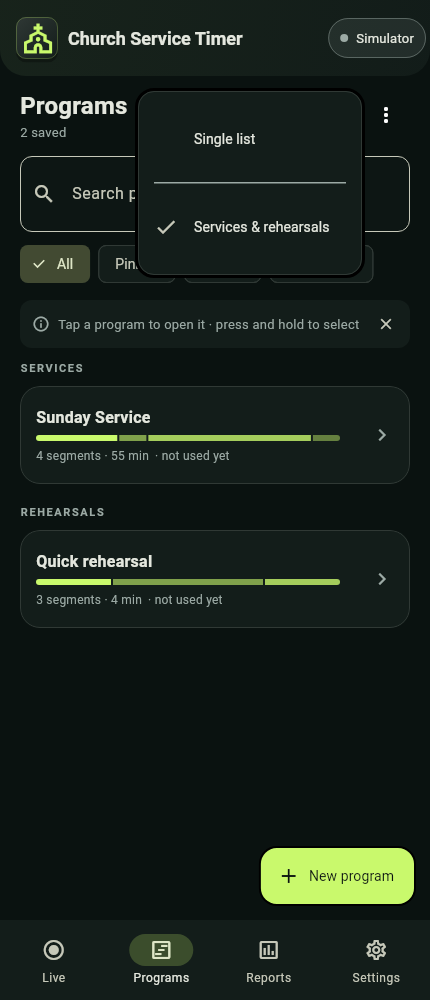 Church Service Timer
Simulator
Programs
2 saved
Single list
Services & rehearsals
Search p
All
Pin
Tap a program to open it · press and hold to select
SERVICES
Sunday Service
4 segments · 55 min · not used yet
REHEARSALS
Quick rehearsal
3 segments · 4 min · not used yet
New program
Live
Programs
Reports
Settings